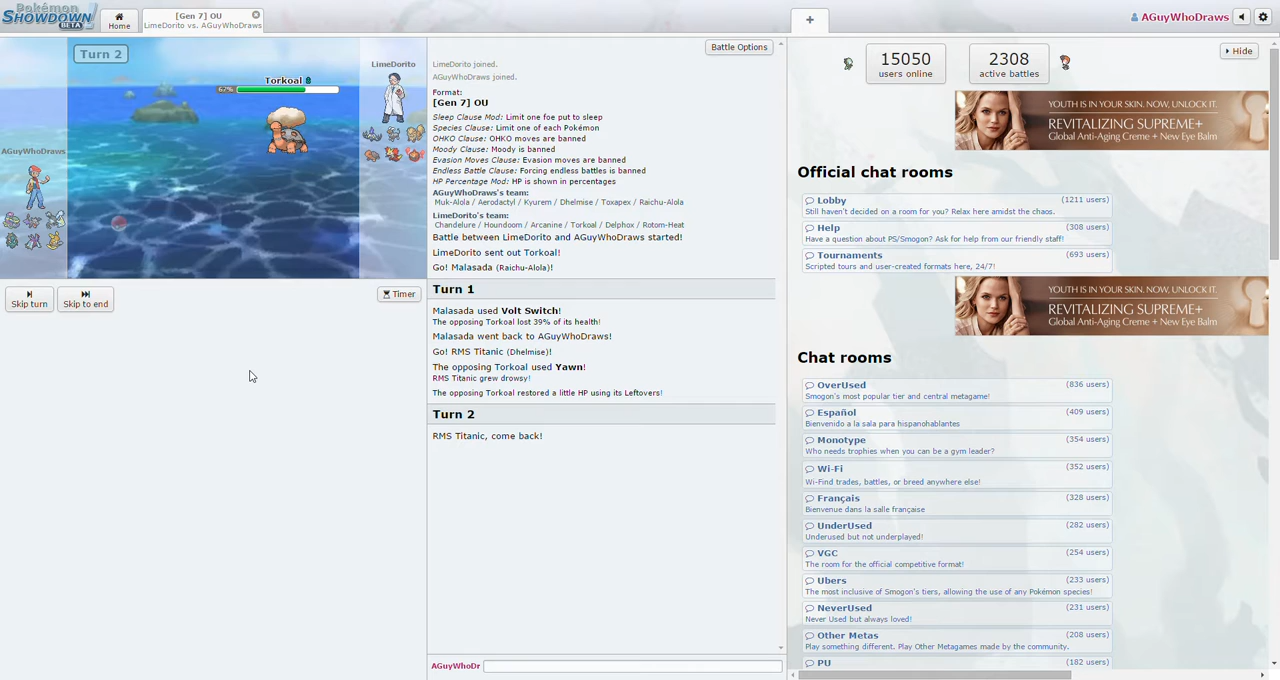 Pokémon
SHOWDOWN
BETA
Home
[Gen 7] OU
LimeDorito vs. AGuyWhoDraws
+
AGuyWhoDraws
Turn 2
Torkoal
67%
AGuyWhoDraws
LimeDorito
Skip turn
Skip to end
Timer
Battle Options
LimeDorito joined.
AGuyWhoDraws joined.
Format:
[Gen 7] OU
Sleep Clause Mod: Limit one foe put to sleep
Species Clause: Limit one of each Pokémon
OHKO Clause: OHKO moves are banned
Moody Clause: Moody is banned
Evasion Moves Clause: Evasion moves are banned
Endless Battle Clause: Forcing endless battles is banned
HP Percentage Mod: HP is shown in percentages
AGuyWhoDraws's team:
Muk-Alola / Aerodactyl / Kyurem / Dhelmise / Toxapex / Raichu-Alola
LimeDorito's team:
Chandelure / Houndoom / Arcanine / Torkoal / Delphox / Rotom-Heat
Battle between LimeDorito and AGuyWhoDraws started!
LimeDorito sent out Torkoal!
Go! Malasada (Raichu-Alola)!
Turn 1
Malasada used Volt Switch!
The opposing Torkoal lost 39% of its health!
Malasada went back to AGuyWhoDraws!
Go! RMS Titanic (Dhelmise)!
The opposing Torkoal used Yawn!
RMS Titanic grew drowsy!
The opposing Torkoal restored a little HP using its Leftovers!
Turn 2
RMS Titanic, come back!
AGuyWhoDr
15050
users online
2308
active battles
Hide
YOUTH IS IN YOUR SKIN. NOW, UNLOCK IT.
REVITALIZING SUPREME+
Global Anti-Aging Creme + New Eye Balm
Official chat rooms
Lobby (1211 users)
Still haven't decided on a room for you? Relax here amidst the chaos.
Help (308 users)
Have a question about PS/Smogon? Ask for help from our friendly staff!
Tournaments (693 users)
Scripted tours and user-created formats here, 24/7!
YOUTH IS IN YOUR SKIN. NOW, UNLOCK IT.
REVITALIZING SUPREME+
Global Anti-Aging Creme + New Eye Balm
Chat rooms
OverUsed (836 users)
Smogon's most popular tier and central metagame!
Español (409 users)
Bienvenido a la sala para hispanohablantes
Monotype (354 users)
Who needs trophies when you can be a gym leader?
Wi-Fi (352 users)
Wi-Find trades, battles, or breed anywhere else!
Français (328 users)
Bienvenue dans la salle française
UnderUsed (282 users)
Underused but not underplayed!
VGC (254 users)
The room for the official competitive format!
Ubers (233 users)
The most inclusive of Smogon's tiers, allowing the use of any Pokémon species!
NeverUsed (231 users)
Never Used but always loved!
Other Metas (208 users)
Play something different. Play Other Metagames made by the community.
PU (182 users)